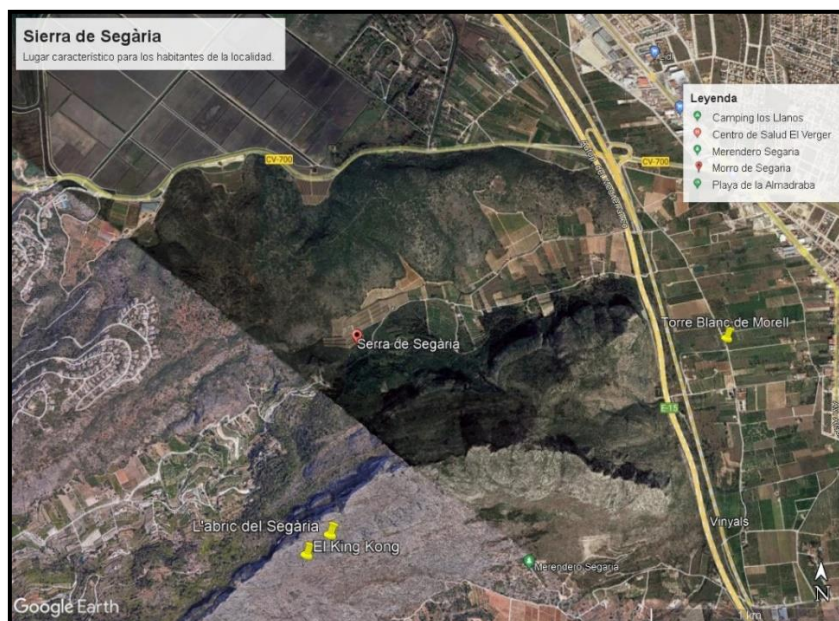 Sierra de Segària
Lugar característico para los habitantes de la localidad.
Leyenda
Camping los Llanos
Centro de Salud El Verger
Merendero Segaria
Morro de Segaria
Playa de la Almadraba
CV-700
CV-700
Torre Blanc de Morell
Serra de Segària
E-15
L'abric del Segària
El King Kong
Vinyals
Merendero Segaria
Google Earth
1 km
N